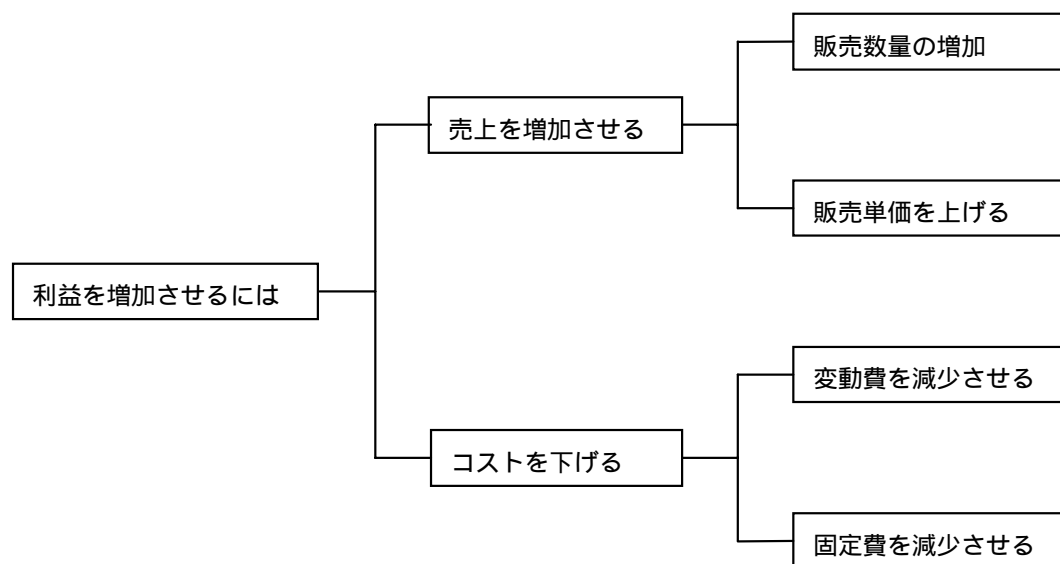 販売数量の増加
売上を増加させる
販売単価を上げる
利益を増加させるには
変動費を減少させる
コストを下げる
固定費を減少させる